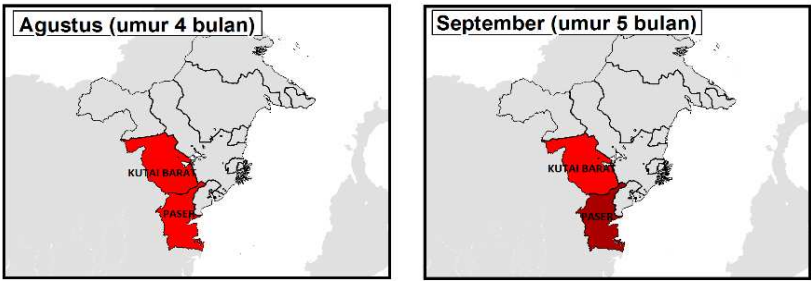 Agustus (umur 4 bulan)
KUTAI BARAT
PASER
September (umur 5 bulan)
KUTAI BARAT
PASER